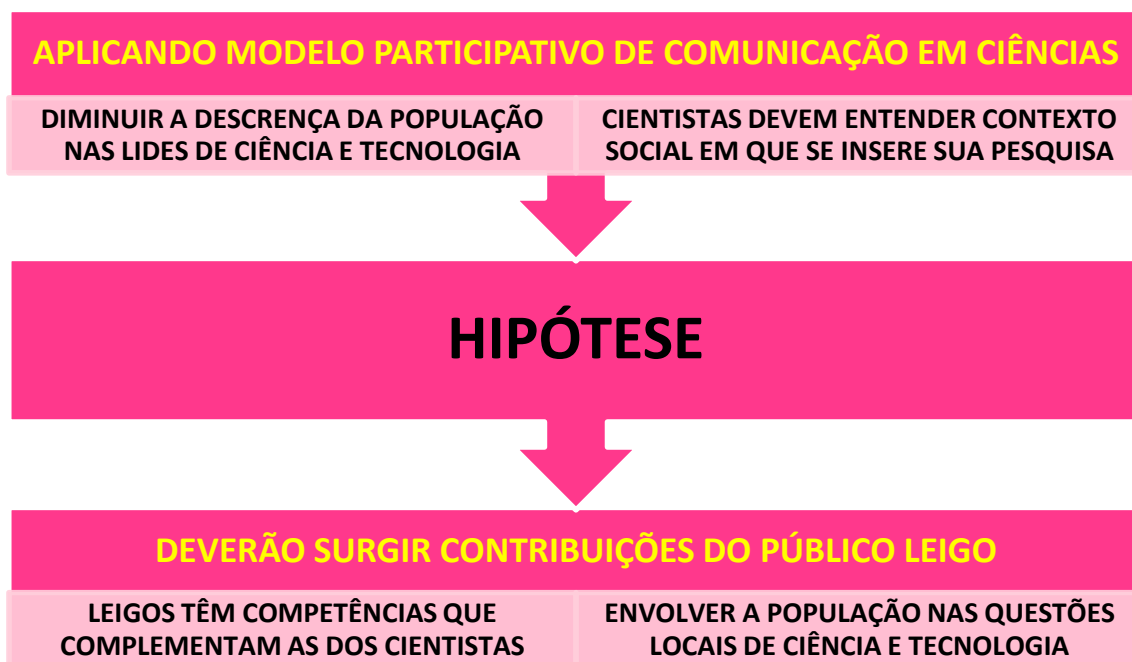 APLICANDO MODELO PARTICIPATIVO DE COMUNICAÇÃO EM CIÊNCIAS
DIMINUIR A DESCRENÇA DA POPULAÇÃO
NAS LIDES DE CIÊNCIA E TECNOLOGIA
CIENTISTAS DEVEM ENTENDER CONTEXTO
SOCIAL EM QUE SE INSERE SUA PESQUISA
HIPÓTESE
DEVERÃO SURGIR CONTRIBUIÇÕES DO PÚBLICO LEIGO
LEIGOS TÊM COMPETÊNCIAS QUE
COMPLEMENTAM AS DOS CIENTISTAS
ENVOLVER A POPULAÇÃO NAS QUESTÕES
LOCAIS DE CIÊNCIA E TECNOLOGIA